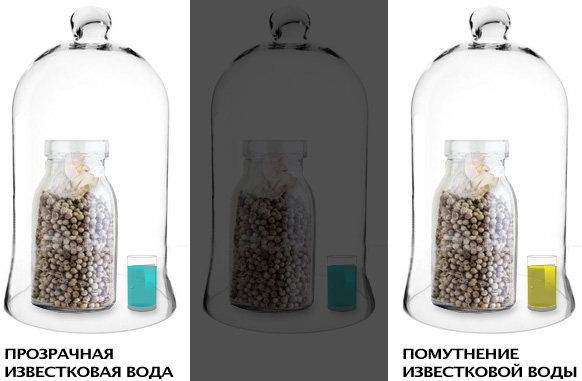 ПРОЗРАЧНАЯ
ИЗВЕСТКОВАЯ ВОДА
ПОМУТНЕНИЕ
ИЗВЕСТКОВОЙ ВОДЫ